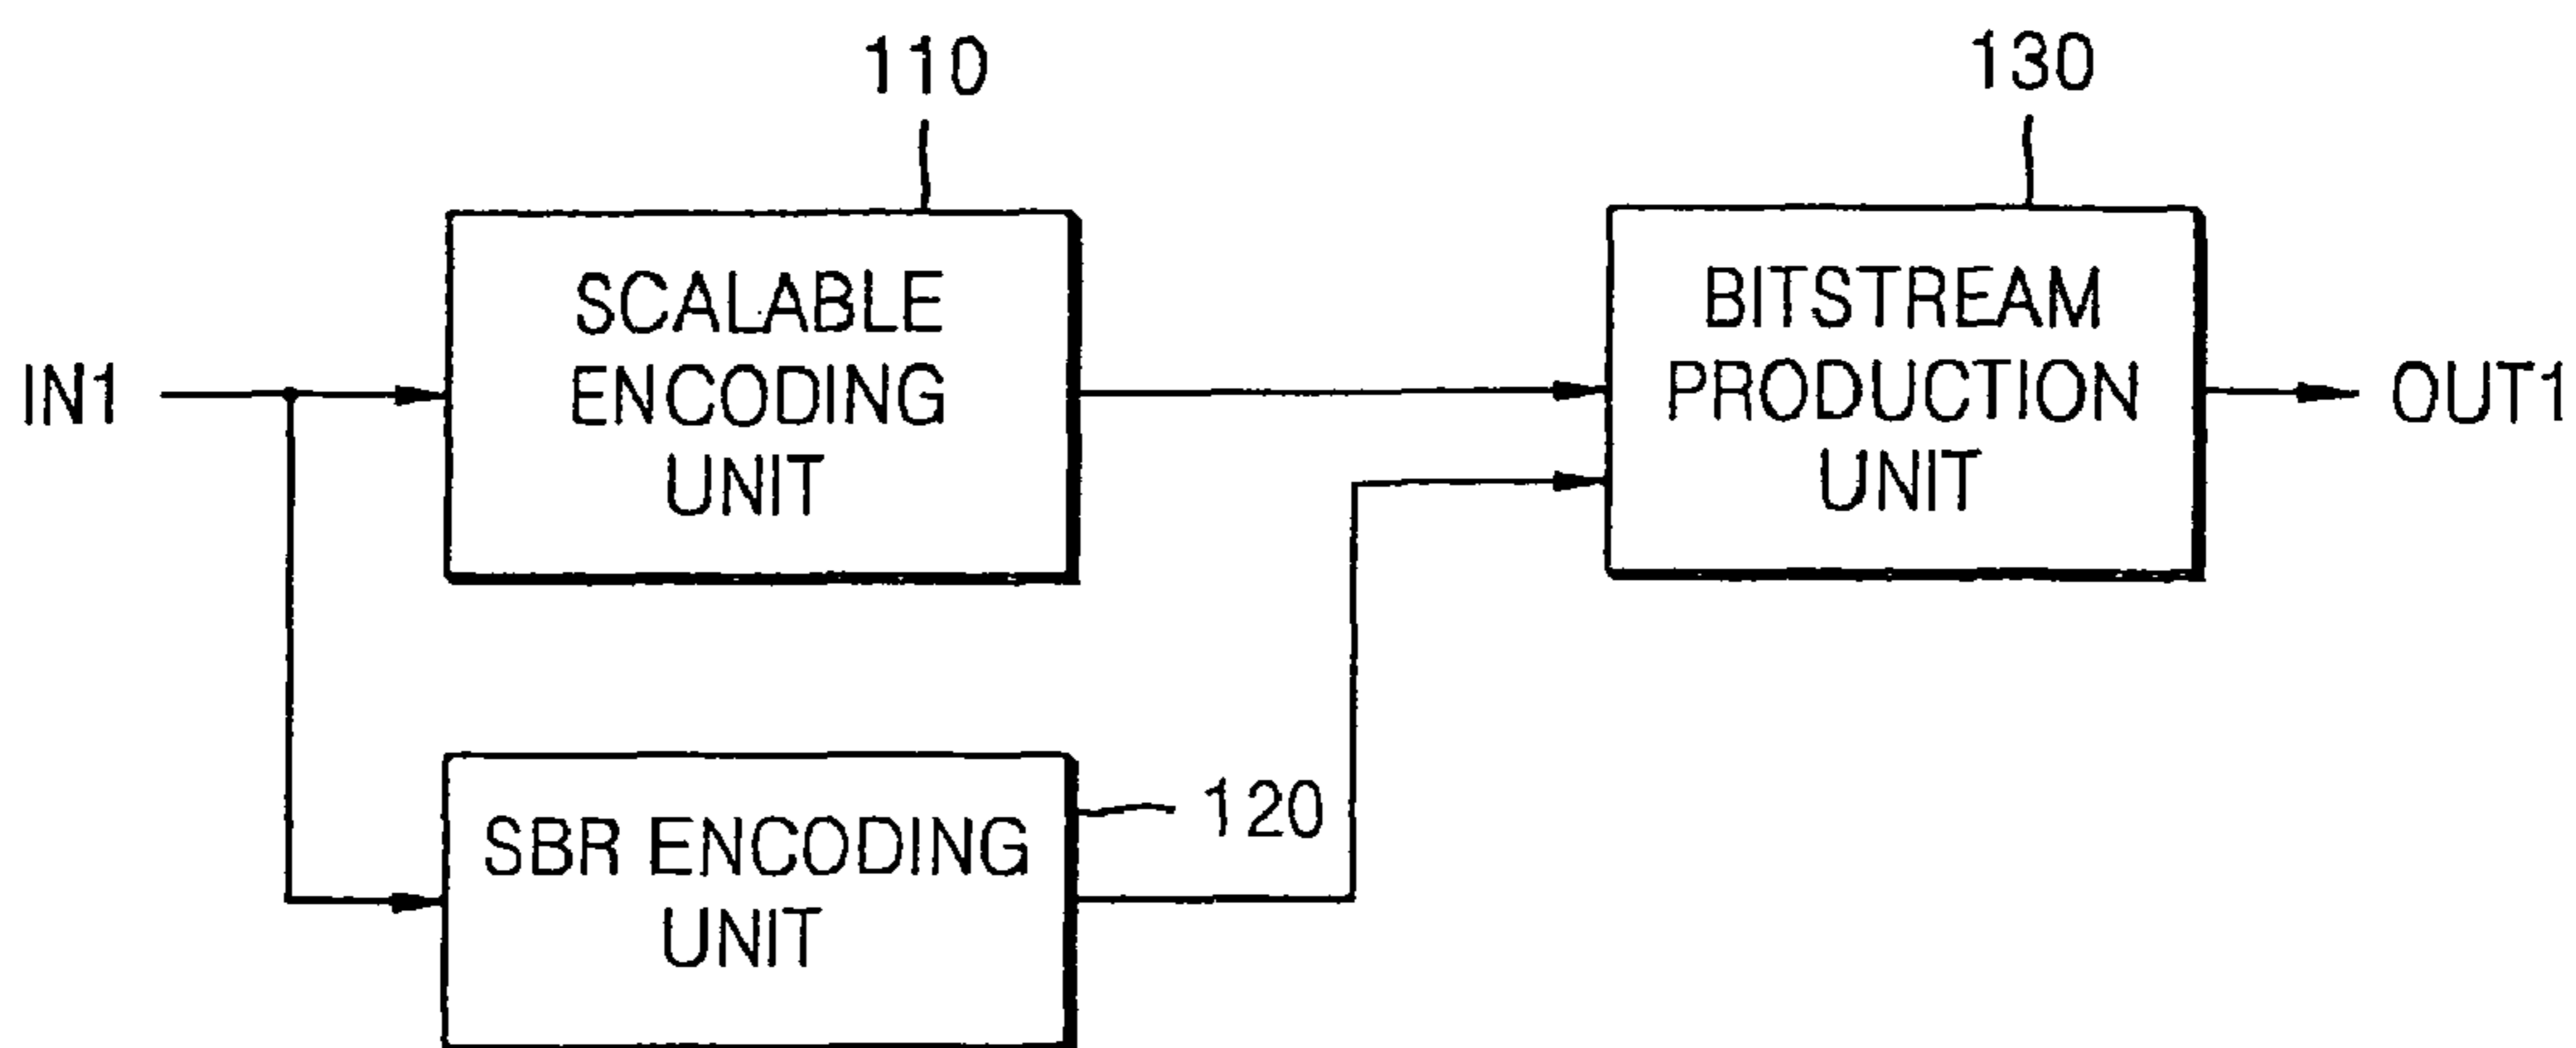 110
130
SCALABLE
ENCODING
UNIT
BITSTREAM
PRODUCTION
UNIT
IN1
OUT1
SBR ENCODING
UNIT
120